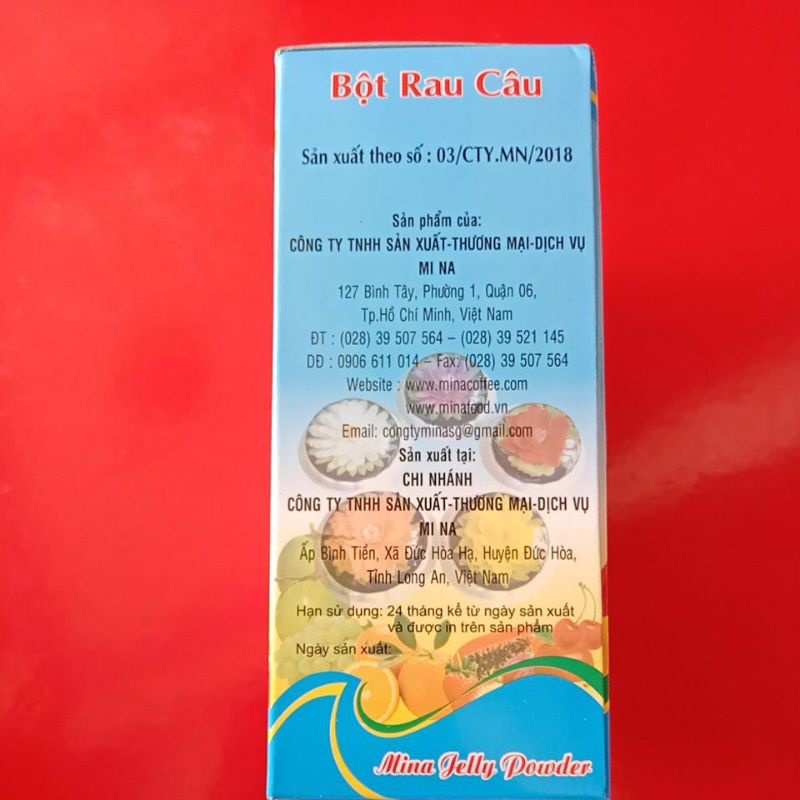 Bột Rau Câu
Sản xuất theo số : 03/CTY.MN/2018
Sản phẩm của:
CÔNG TY TNHH SẢN XUẤT-THƯƠNG MẠI-DỊCH VỤ
MI NA
127 Bình Tây, Phường 1, Quận 06,
Tp.Hồ Chí Minh, Việt Nam
ĐT : (028) 39 507 564 – (028) 39 521 145
DĐ : 0906 611 014 – Fax: (028) 39 507 564
Website : www.minacoffee.com
www.minafood.vn
Email: congtyminasg@gmail.com
Sản xuất tại:
CHI NHÁNH
CÔNG TY TNHH SẢN XUẤT-THƯƠNG MẠI-DỊCH VỤ
MI NA
Ấp Bình Tiền, Xã Đức Hòa Hạ, Huyện Đức Hòa,
Tỉnh Long An, Việt Nam
Hạn sử dụng: 24 tháng kể từ ngày sản xuất
và được in trên sản phẩm
Ngày sản xuất:
Mina Jelly Powder